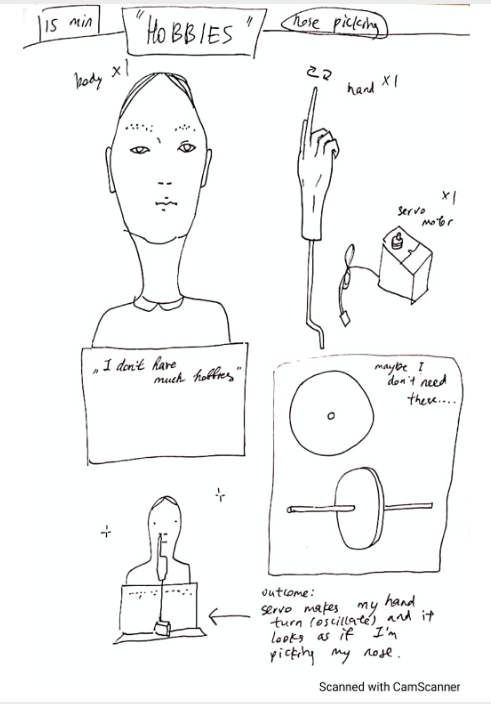 15 min
"HOBBIES"
nose picking
body x1
hand x1
x1
servo
motor
„I don't have
much hobbies"
maybe I
don't need
these....
outcome:
servo makes my hand
turn (oscillate) and it
looks as if I'm
picking my nose.
Scanned with CamScanner